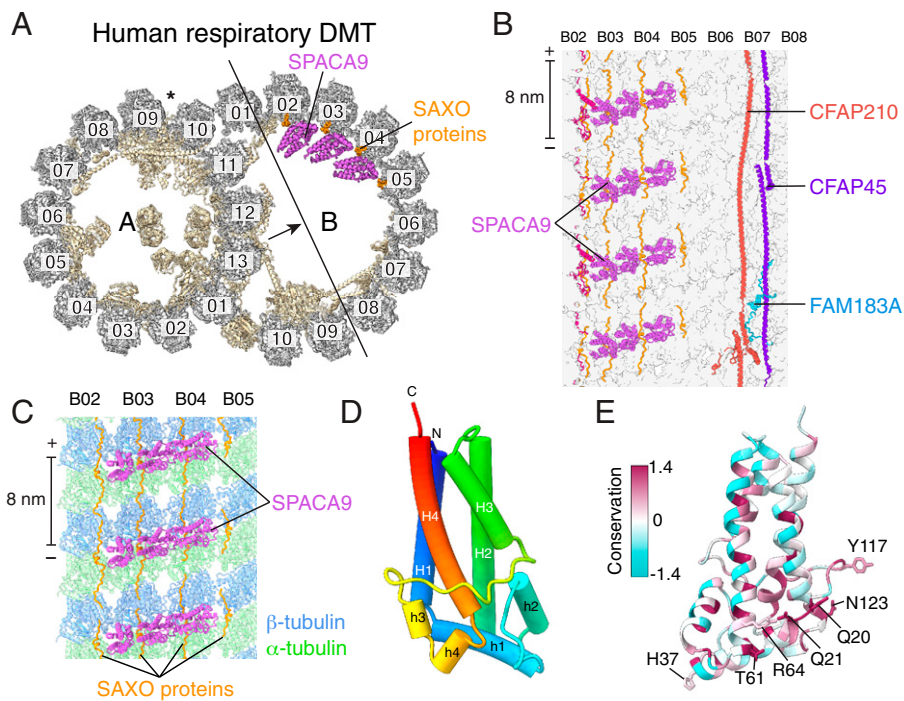 A
Human respiratory DMT
SPACA9
SAXO
proteins
*
01
02
03
04
05
06
07
08
09
10
09
10
11
12
13
01
02
03
04
05
06
07
08
A
B
B
B02 B03 B04 B05 B06 B07 B08
+
8 nm
−
CFAP210
CFAP45
SPACA9
FAM183A
C
B02 B03 B04 B05
+
8 nm
−
SPACA9
β-tubulin
α-tubulin
SAXO proteins
D
C
N
H4
H3
H2
H1
h2
h3
h4
h1
E
Conservation
1.4
0
-1.4
Y117
N123
Q20
Q21
R64
T61
H37